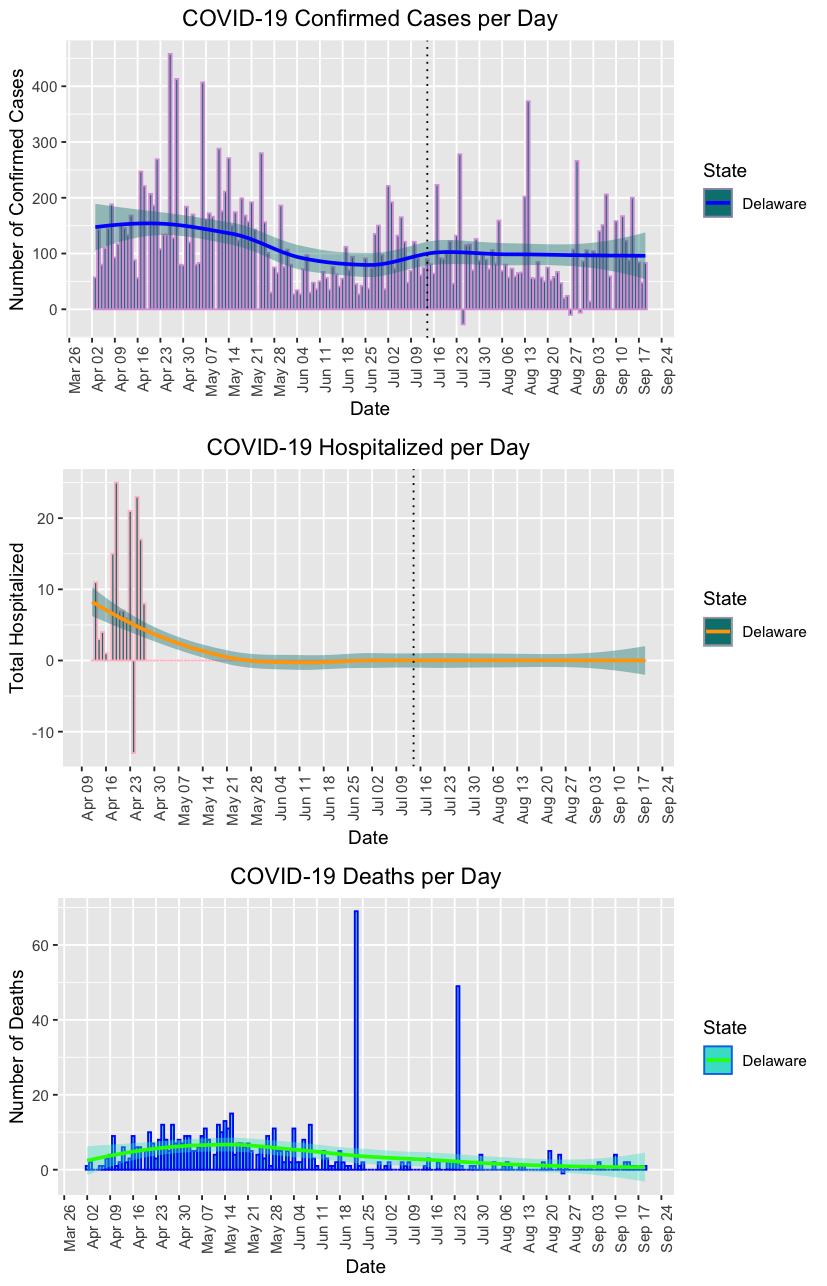 COVID-19 Confirmed Cases per Day
Number of Confirmed Cases
400
300
200
100
0
Mar 26
Apr 02
Apr 09
Apr 16
Apr 23
Apr 30
May 07
May 14
May 21
May 28
Jun 04
Jun 11
Jun 18
Jun 25
Jul 02
Jul 09
Jul 16
Jul 23
Jul 30
Aug 06
Aug 13
Aug 20
Aug 27
Sep 03
Sep 10
Sep 17
Sep 24
Date
State
Delaware
COVID-19 Hospitalized per Day
Total Hospitalized
20
10
0
-10
Apr 09
Apr 16
Apr 23
Apr 30
May 07
May 14
May 21
May 28
Jun 04
Jun 11
Jun 18
Jun 25
Jul 02
Jul 09
Jul 16
Jul 23
Jul 30
Aug 06
Aug 13
Aug 20
Aug 27
Sep 03
Sep 10
Sep 17
Sep 24
Date
State
Delaware
COVID-19 Deaths per Day
Number of Deaths
60
40
20
0
Mar 26
Apr 02
Apr 09
Apr 16
Apr 23
Apr 30
May 07
May 14
May 21
May 28
Jun 04
Jun 11
Jun 18
Jun 25
Jul 02
Jul 09
Jul 16
Jul 23
Jul 30
Aug 06
Aug 13
Aug 20
Aug 27
Sep 03
Sep 10
Sep 17
Sep 24
Date
State
Delaware